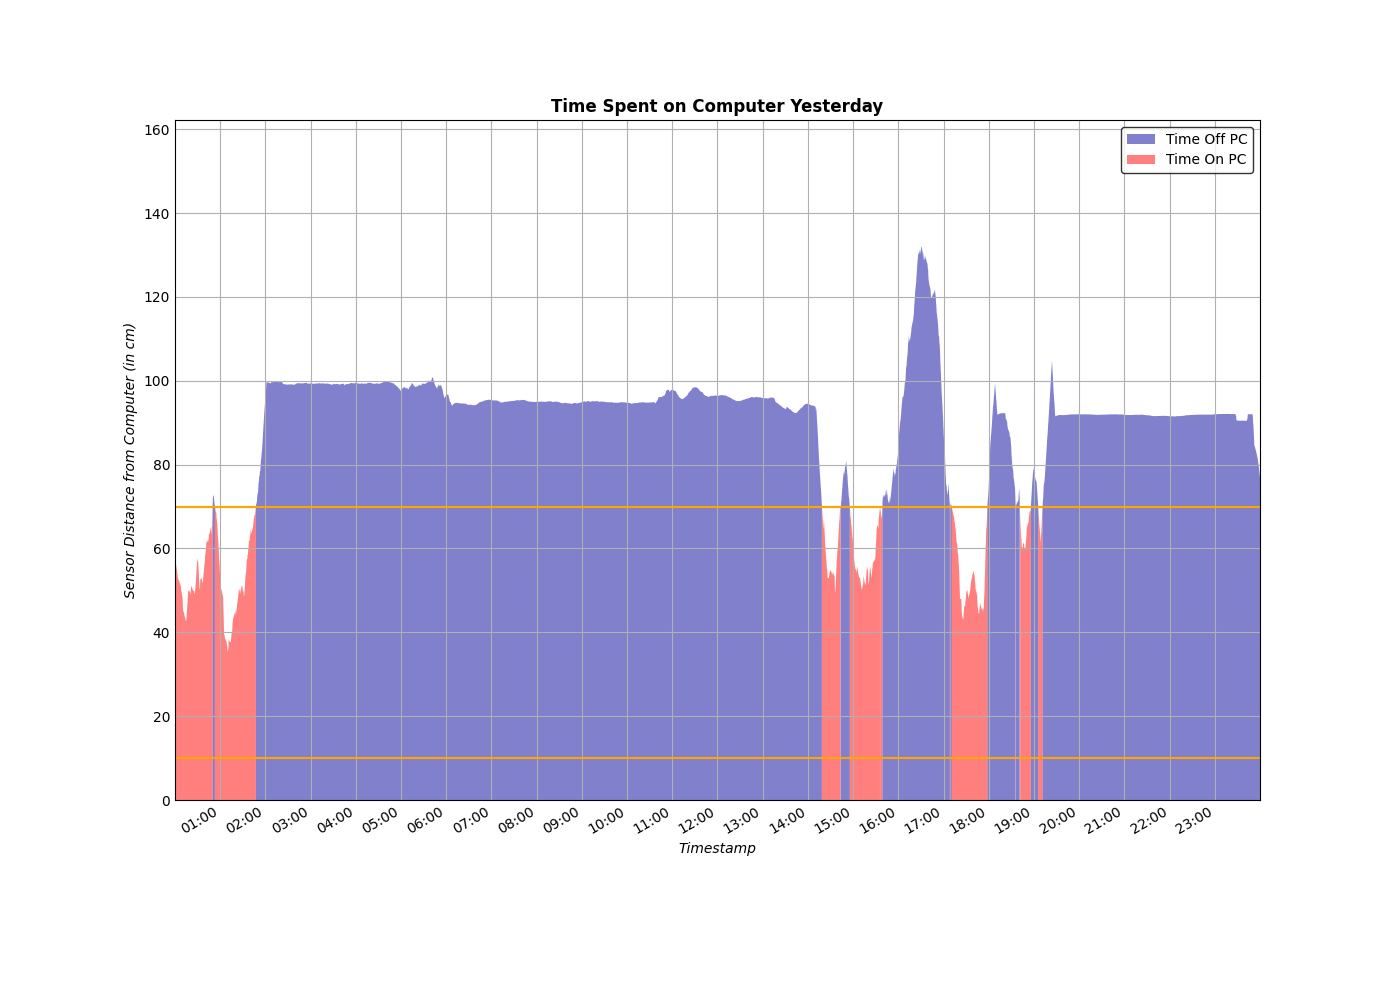 Time Spent on Computer Yesterday
Time Off PC
Time On PC
Sensor Distance from Computer (in cm)
160
140
120
100
80
60
40
20
0
01:00 02:00 03:00 04:00 05:00 06:00 07:00 08:00 09:00 10:00 11:00 12:00 13:00 14:00 15:00 16:00 17:00 18:00 19:00 20:00 21:00 22:00 23:00
Timestamp